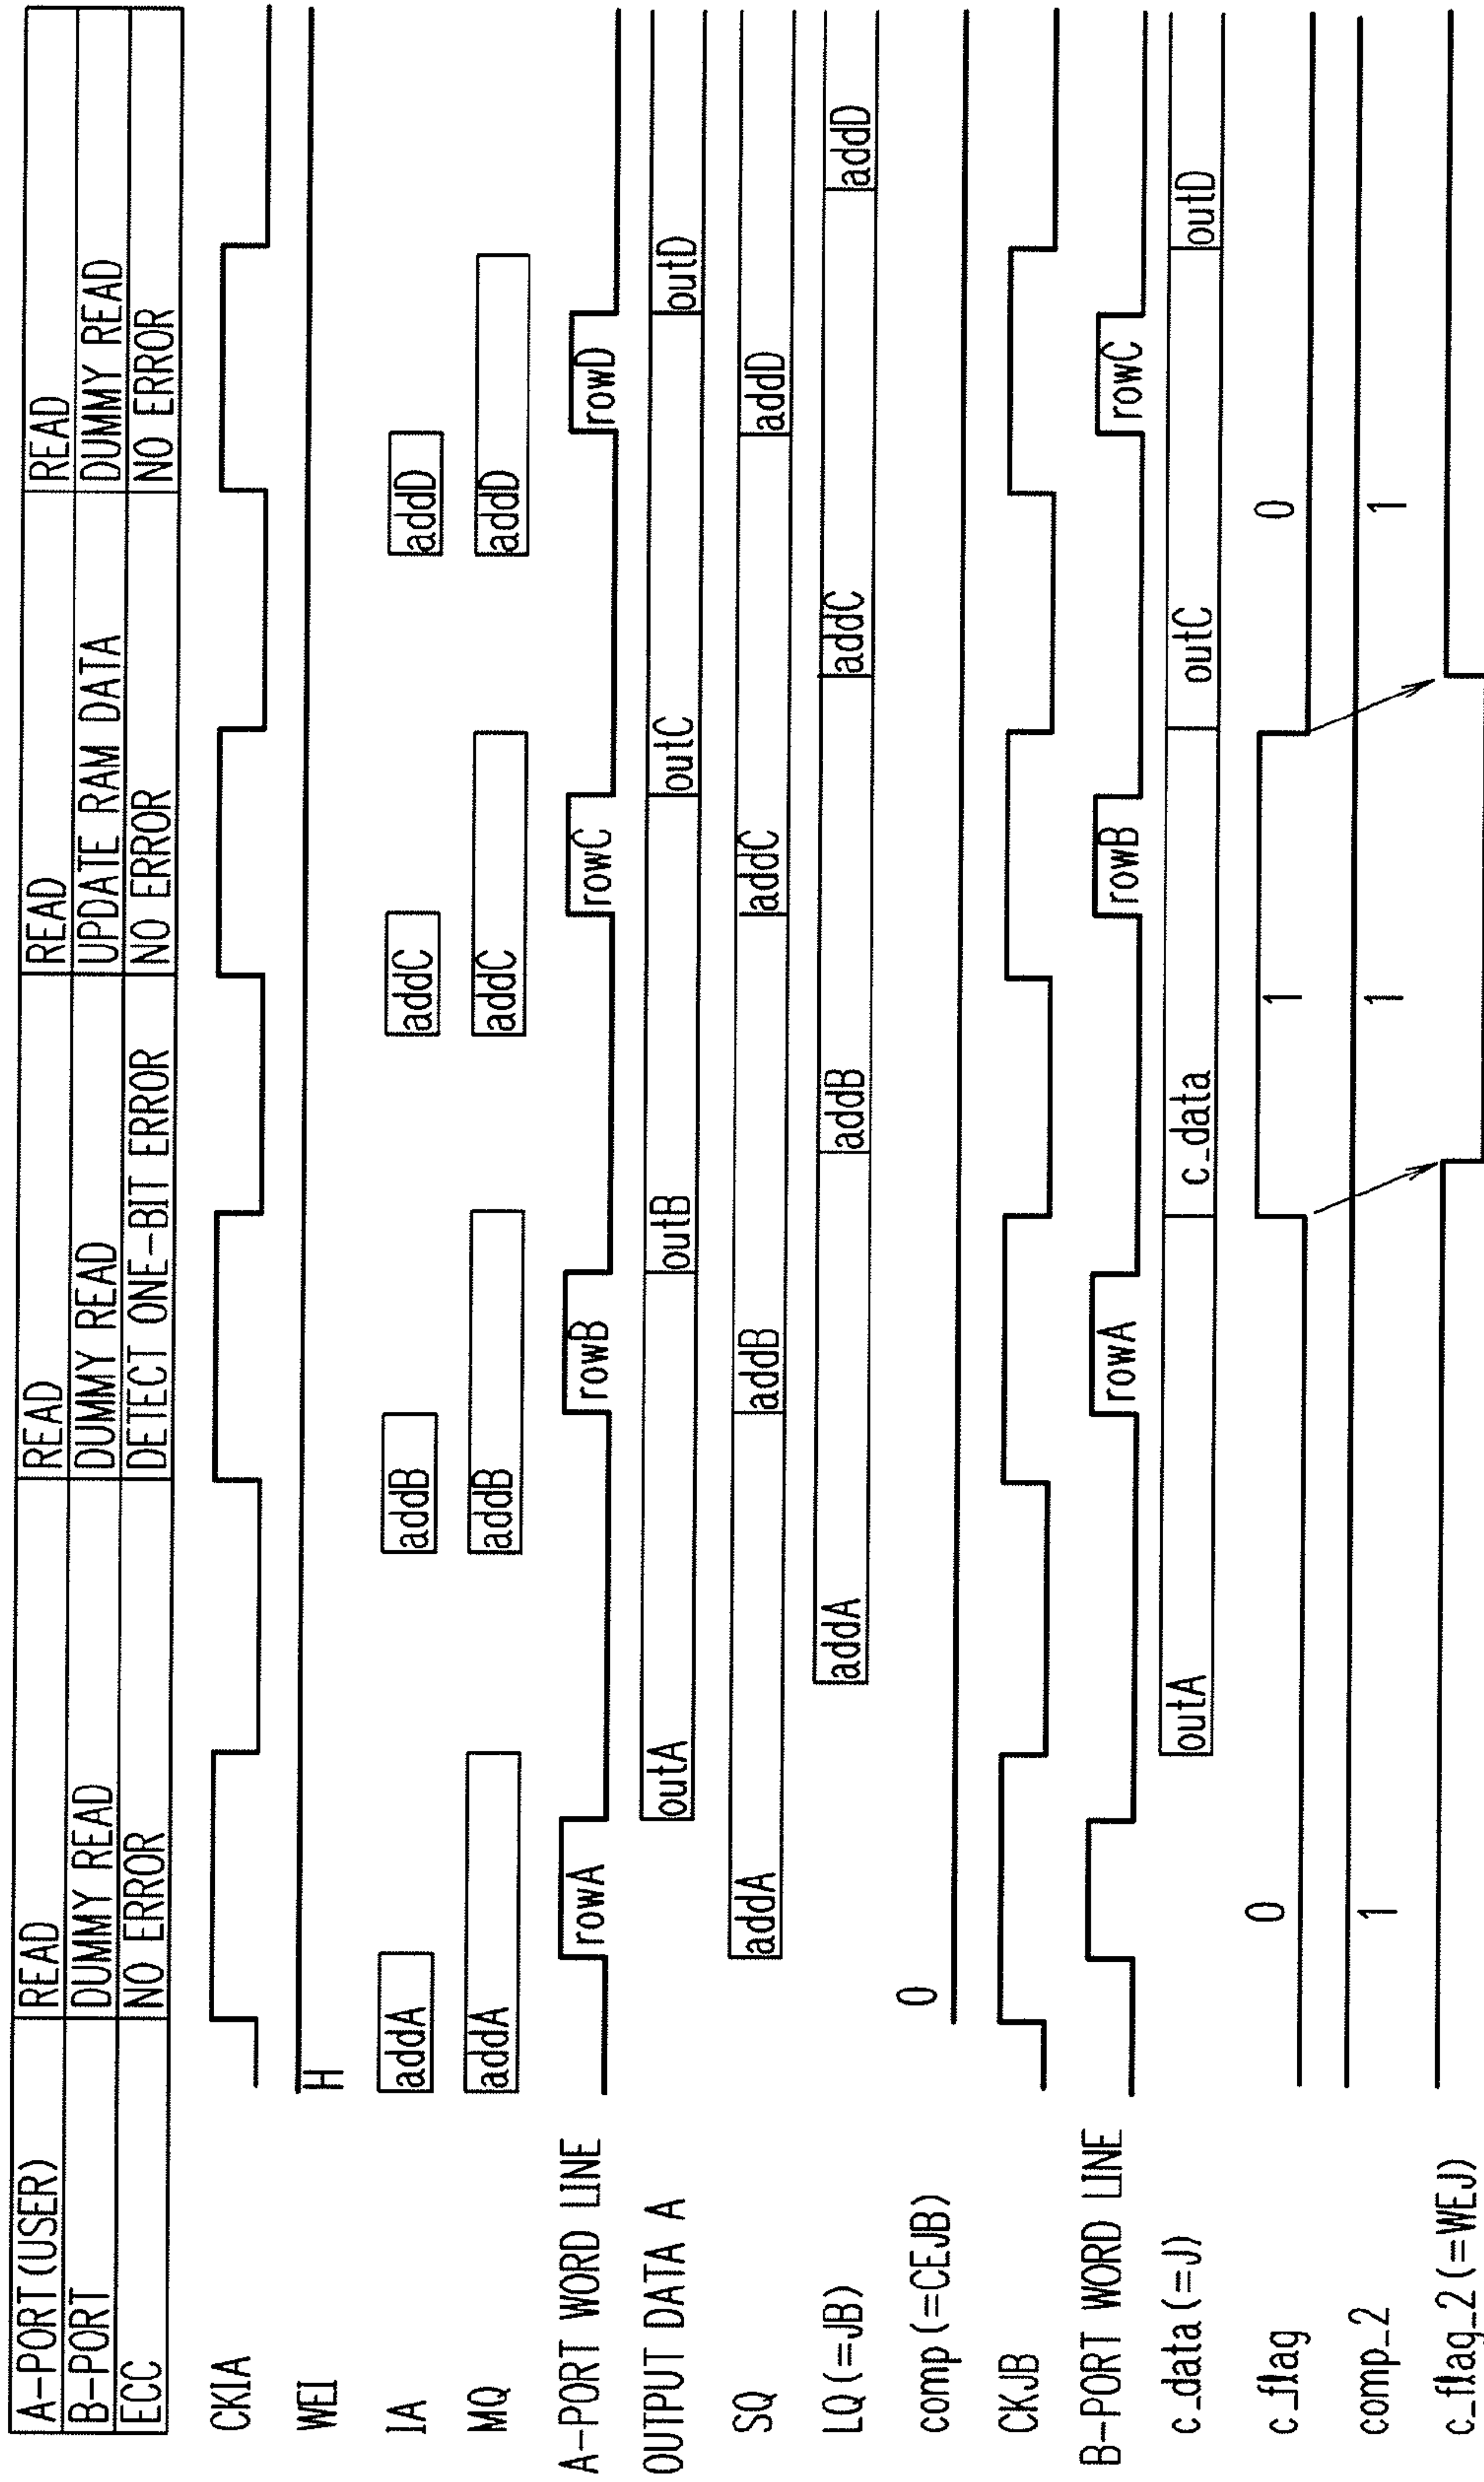 A-PORT(USER) READ READ READ READ
B-PORT DUMMY READ DUMMY READ UPDATE RAM DATA DUMMY READ
ECC NO ERROR DETECT ONE-BIT ERROR NO ERROR NO ERROR
CKIA
WEI H
IA addA addB addC addD
MQ addA addB addC addD
A-PORT WORD LINE rowA rowB rowC rowD
OUTPUT DATA A outA outB outC outD
SQ addA addB addC addD
LQ(=JB) addA addB addC addD
comp(=CEJB) 0
CKJB
B-PORT WORD LINE rowA rowB rowC
c_data(=J) outA c_data outC outD
c_flag 0 1 0
comp_2 1 1 1
c_flag_2(=WEJ)